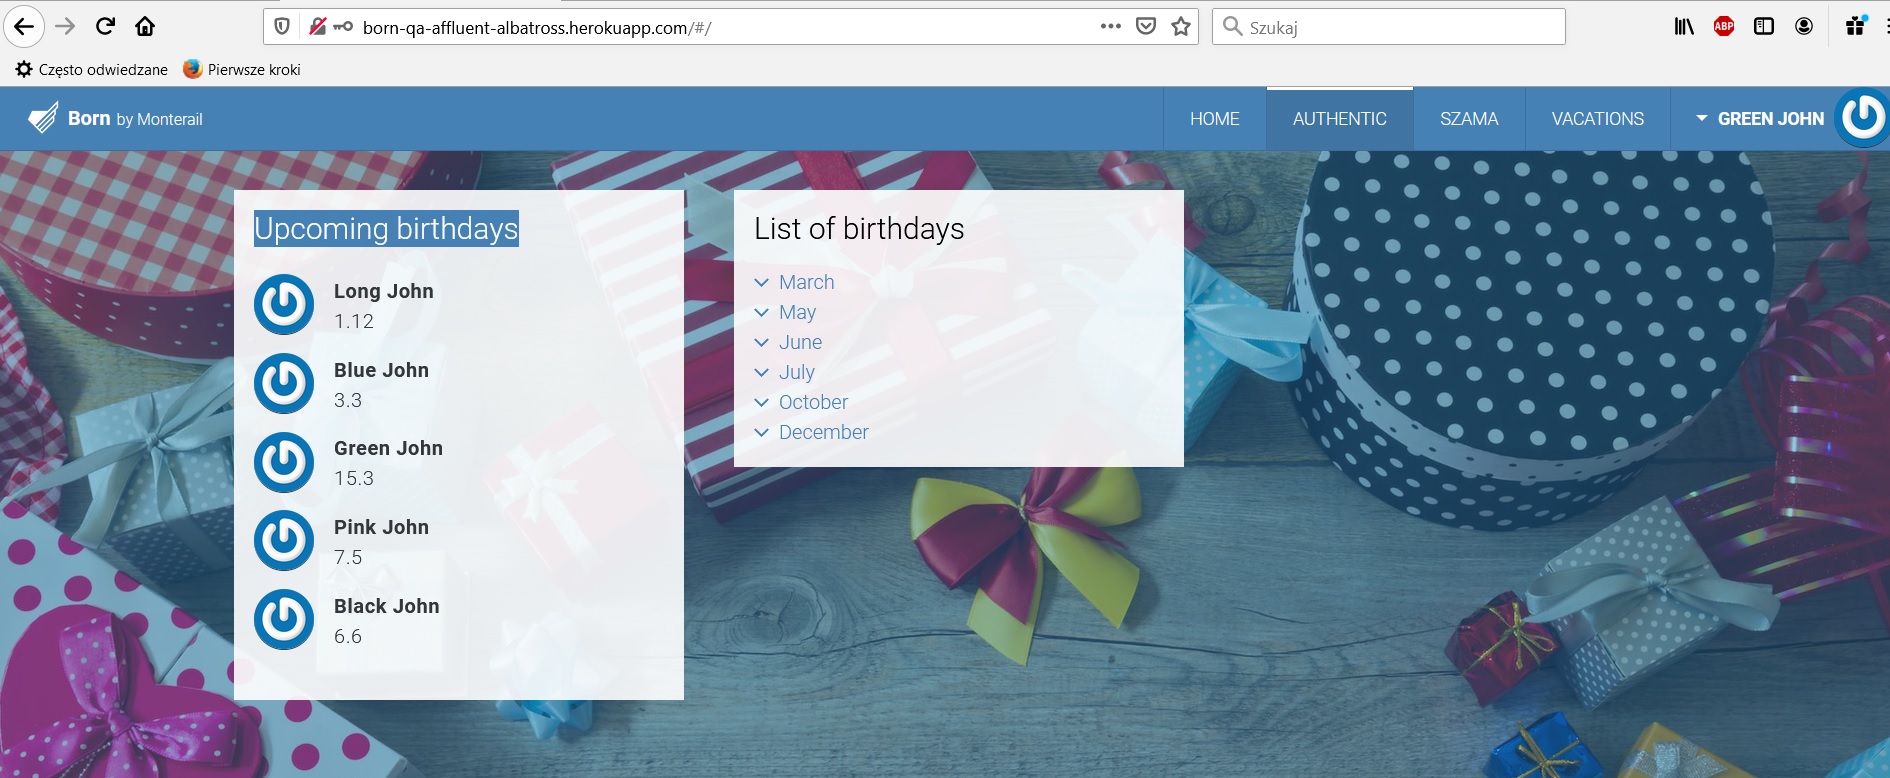 born-qa-affluent-albatross.herokuapp.com/#/
Szukaj
ABP
Często odwiedzane
Pierwsze kroki
Born by Monterail
HOME
AUTHENTIC
SZAMA
VACATIONS
GREEN JOHN
Upcoming birthdays
Long John
1.12
Blue John
3.3
Green John
15.3
Pink John
7.5
Black John
6.6
List of birthdays
March
May
June
July
October
December